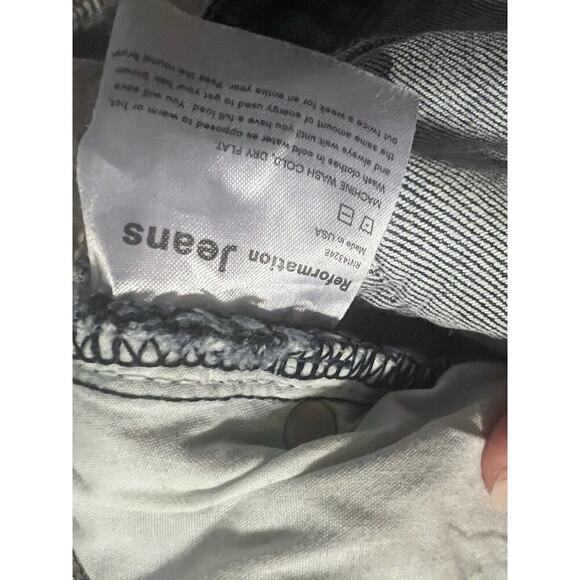 Reformation Jeans
RN143248
Made in USA
MACHINE WASH COLD, DRY FLAT
Wash clothes in cold water as opposed to warm or hot,
and always wait until you have a full load. You will save
the same amount of energy used to get your hair blown
out twice a week for an entire year. Pass the round brush